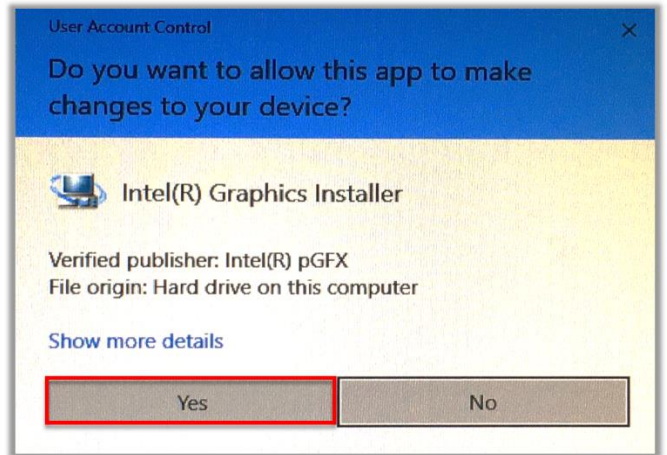 User Account Control
Do you want to allow this app to make
changes to your device?
Intel(R) Graphics Installer
Verified publisher: Intel(R) pGFX
File origin: Hard drive on this computer
Show more details
Yes
No